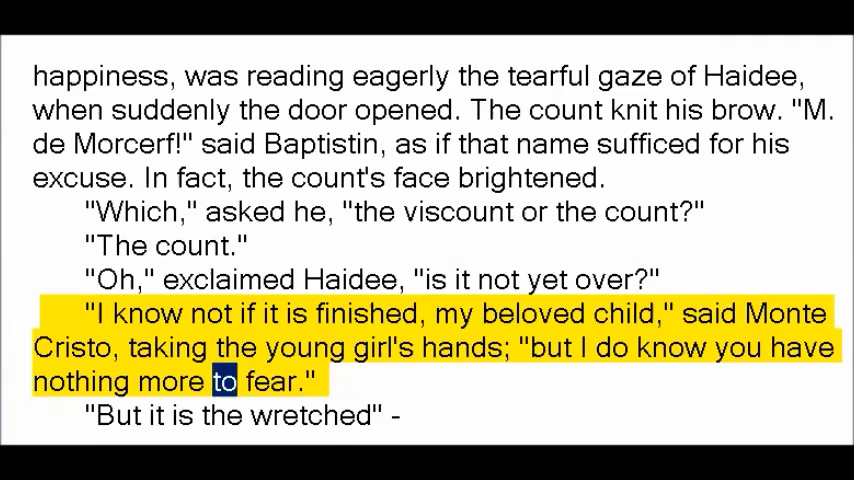 happiness, was reading eagerly the tearful gaze of Haidee,
when suddenly the door opened. The count knit his brow. "M.
de Morcerf!" said Baptistin, as if that name sufficed for his
excuse. In fact, the count's face brightened.
"Which," asked he, "the viscount or the count?"
"The count."
"Oh," exclaimed Haidee, "is it not yet over?"
"I know not if it is finished, my beloved child," said Monte
Cristo, taking the young girl's hands; "but I do know you have
nothing more to fear."
"But it is the wretched" -